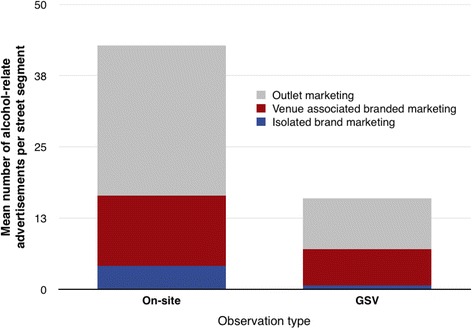 Mean number of alcohol-relate
advertisements per street segment
50
38
25
13
0
Outlet marketing
Venue associated branded marketing
Isolated brand marketing
On-site
GSV
Observation type